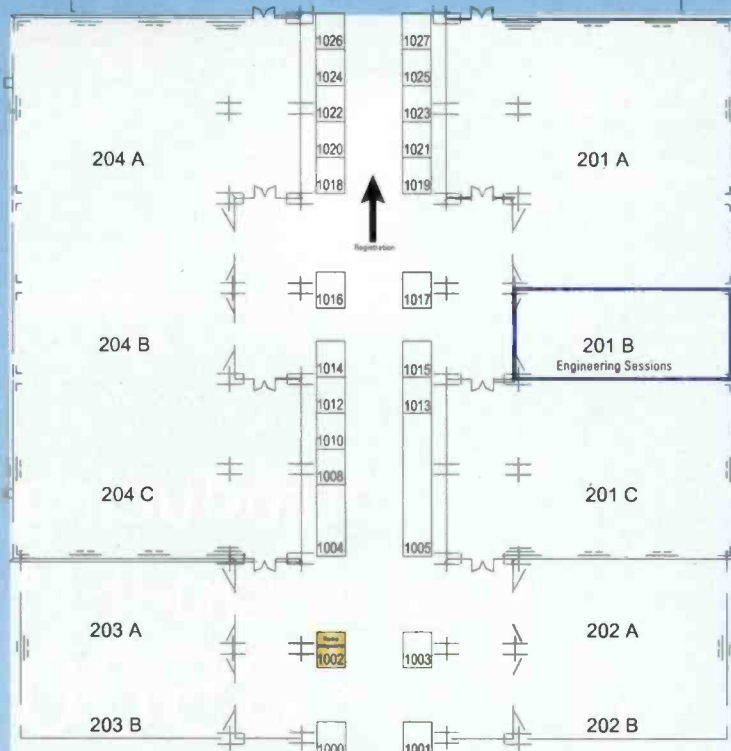 1026 1027
1024 1025
1022 1023
204 A 1020 1021 201 A
1018 1019
Registration
1016 1017
204 B 201 B
1014 1015 Engineering Sessions
1012 1013
1010
204 C 1008 201 C
1004 1005
203 A 202 A
Radio
1002 1003
203 B 202 B
1000 1001